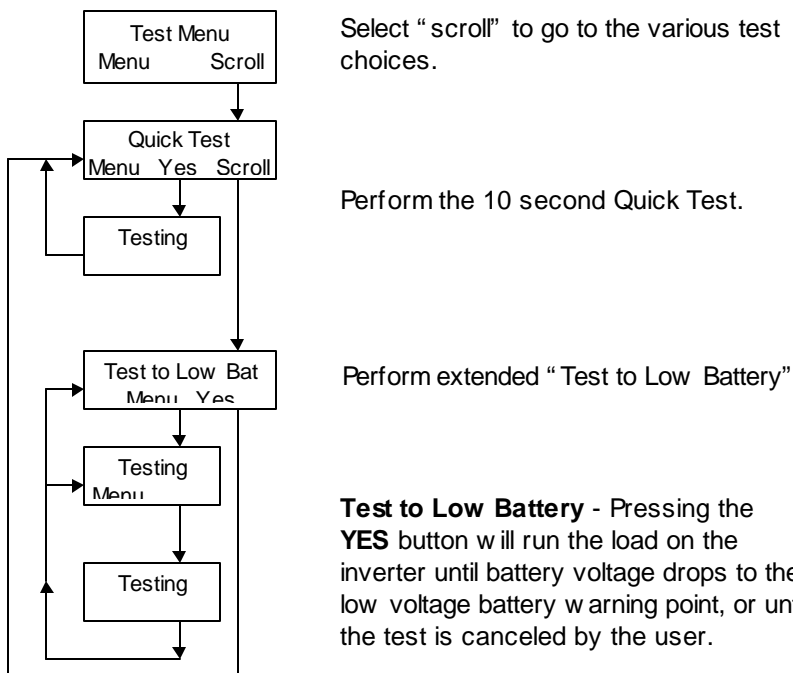 Test Menu
Menu Scroll
Select “scroll” to go to the various test
choices.
Quick Test
Menu Yes Scroll
Perform the 10 second Quick Test.
Testing
Test to Low Bat
Menu Yes
Perform extended “Test to Low Battery”
Testing
Menu
Test to Low Battery - Pressing the
YES button will run the load on the
inverter until battery voltage drops to the
low voltage battery warning point, or
the test is canceled by the user.
Testing